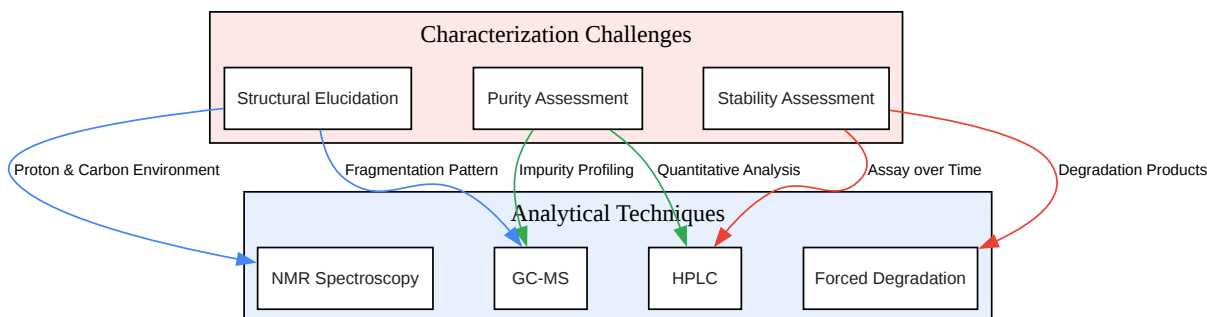 Characterization Challenges
Structural Elucidation
Purity Assessment
Stability Assessment
Proton & Carbon Environment
Fragmentation Pattern
Impurity Profiling
Quantitative Analysis
Assay over Time
Degradation Products
Analytical Techniques
NMR Spectroscopy
GC-MS
HPLC
Forced Degradation